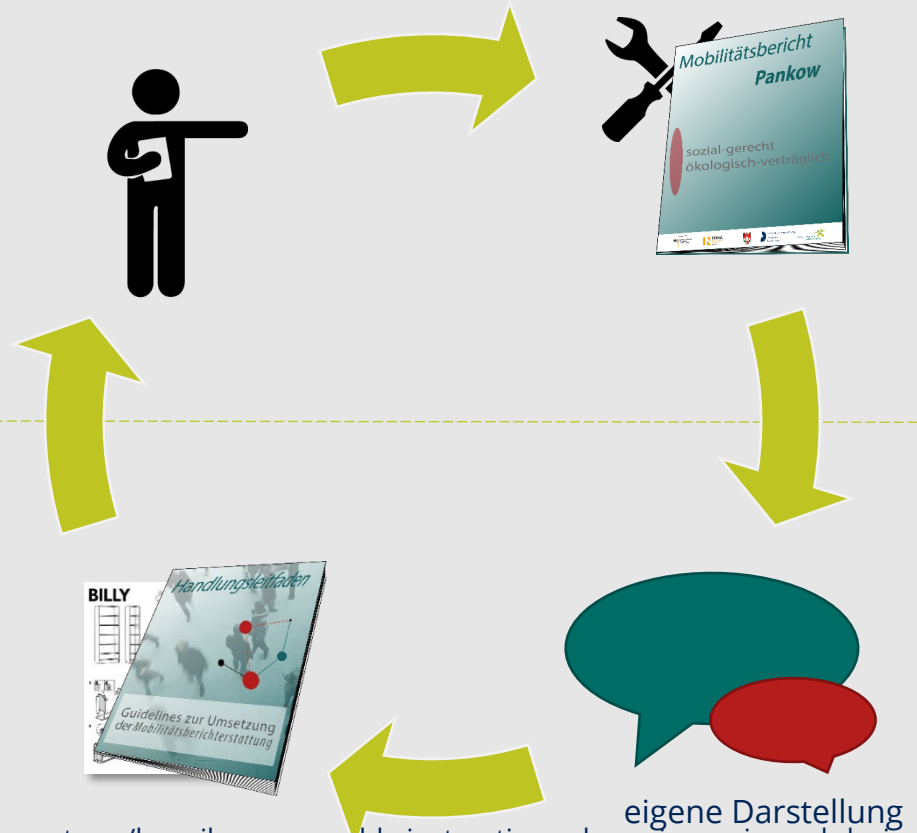 Mobilitätsbericht
Pankow
sozial-gerecht
ökologisch-verträglich
BILLY
Handlungsleitfaden
Guidelines zur Umsetzung
der Mobilitätsberichterstattung
eigene Darstellung